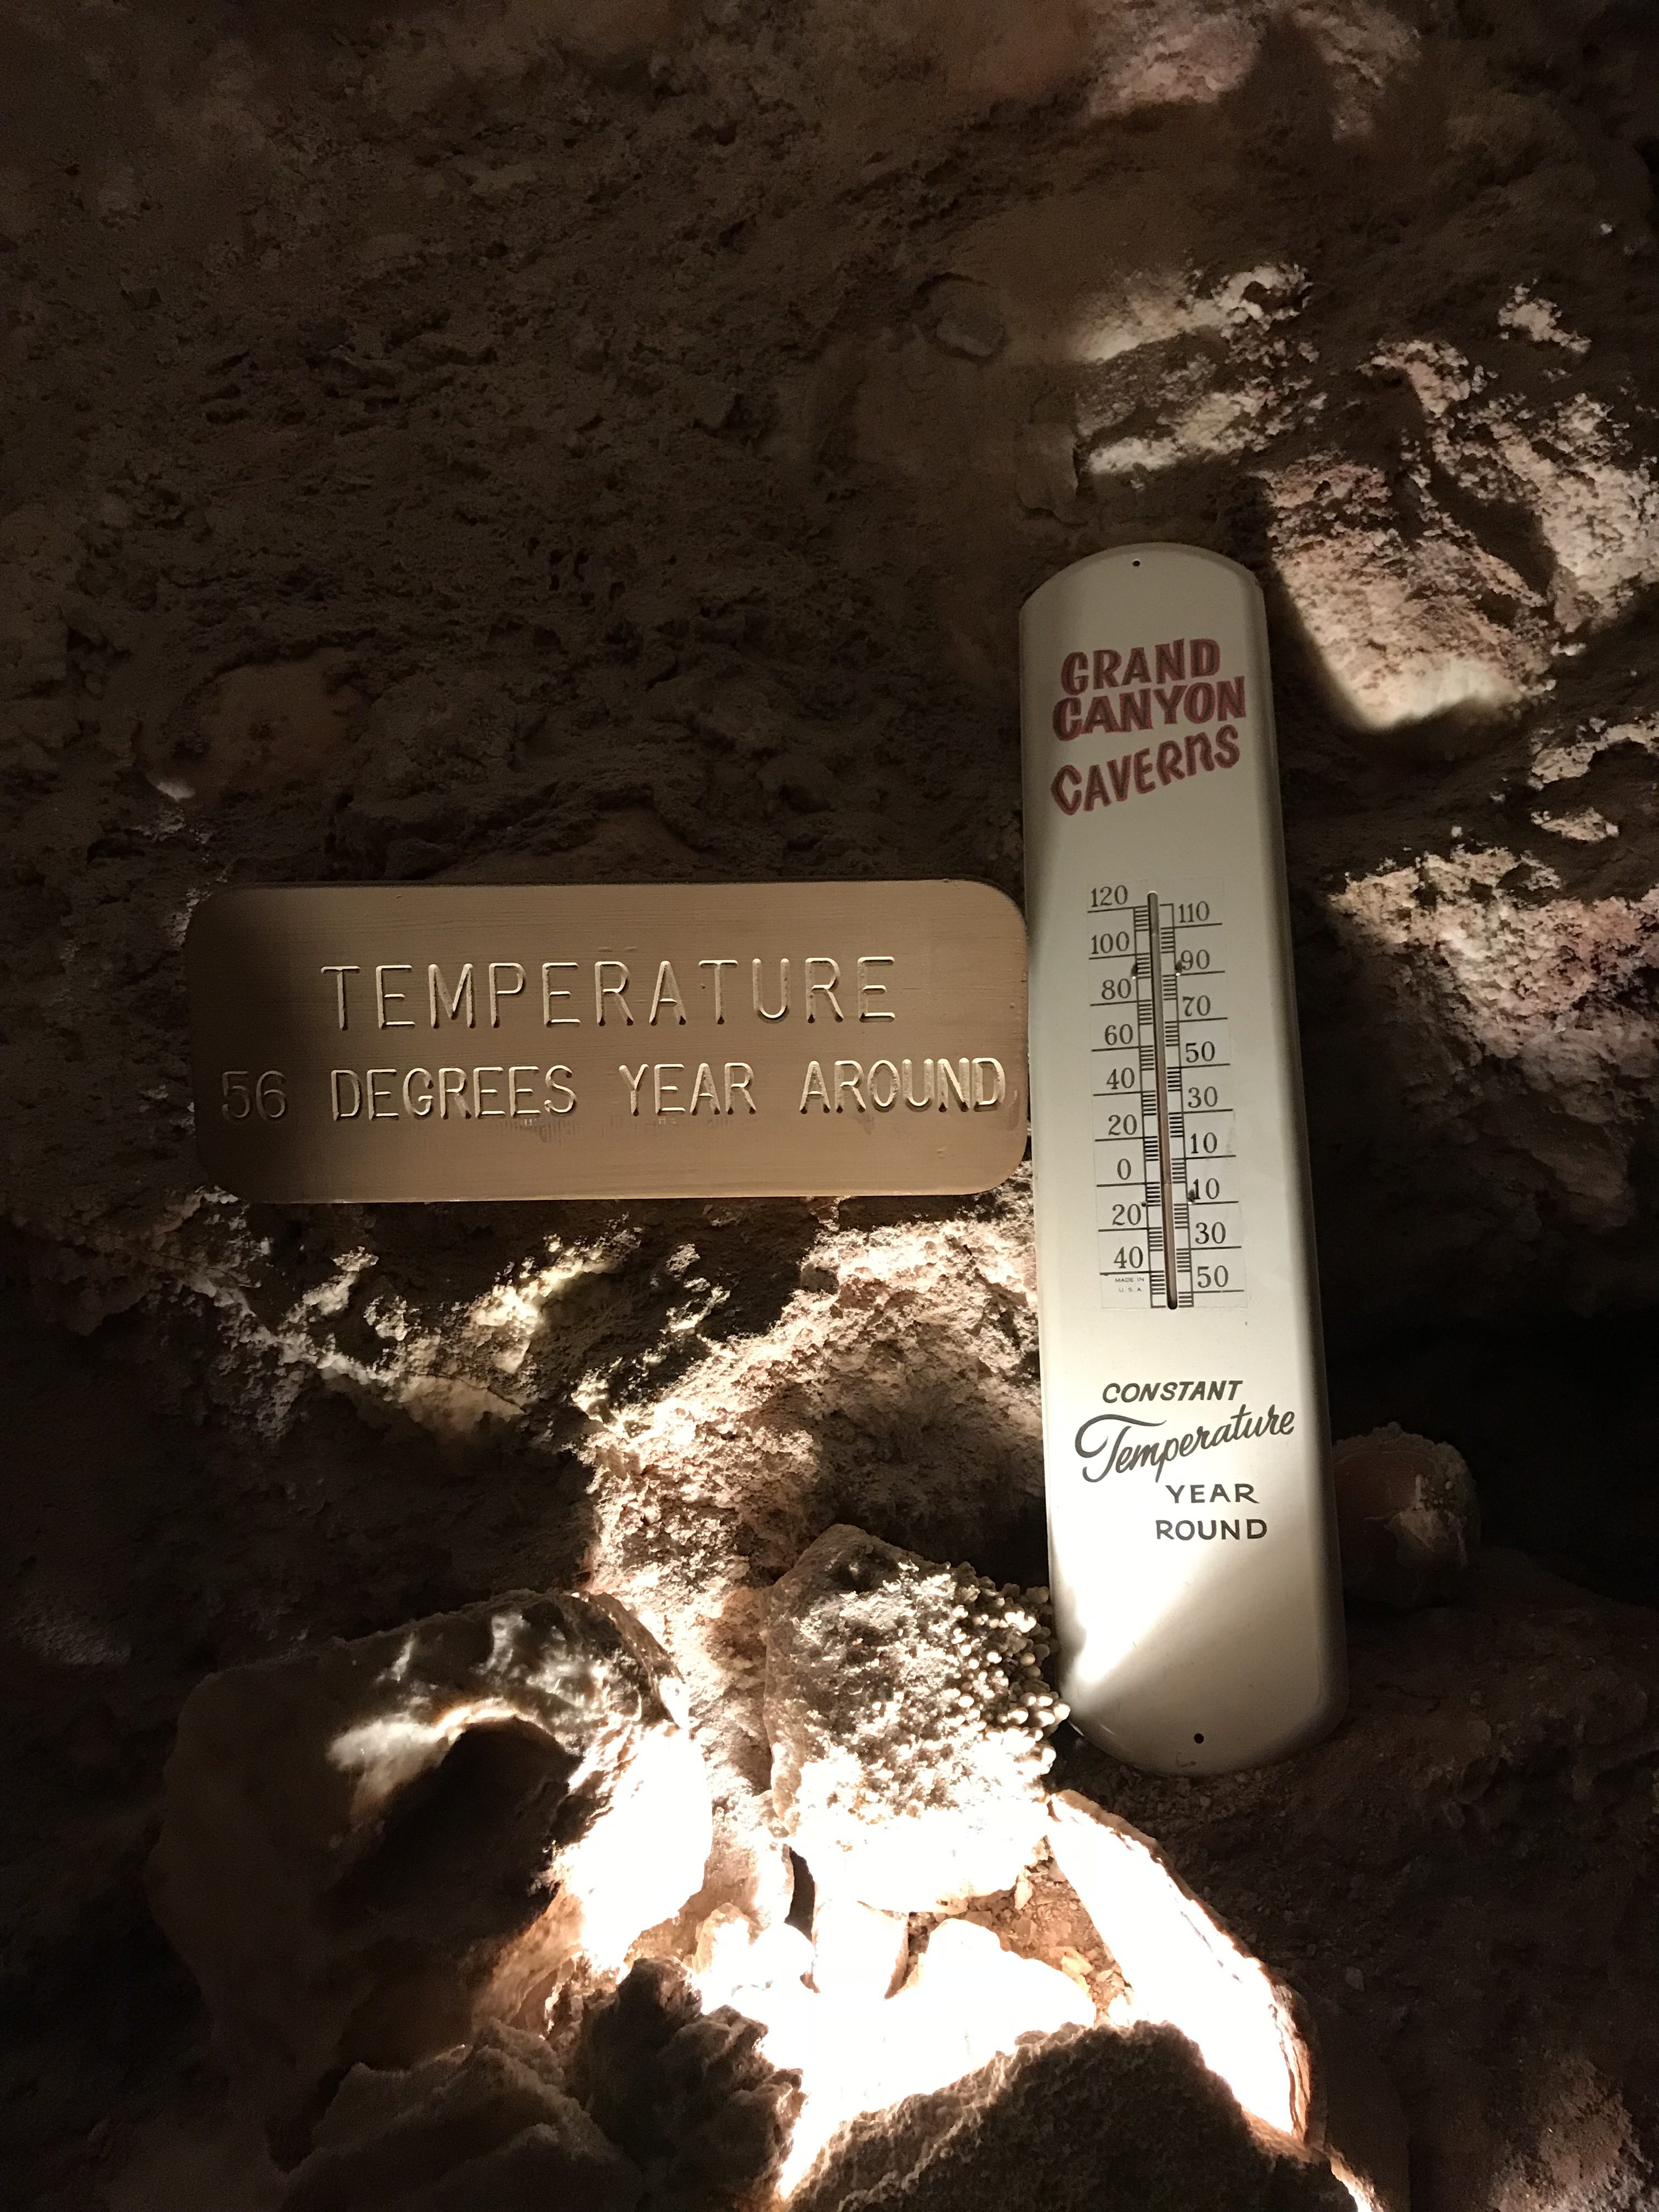 TEMPERATURE
56 DEGREES YEAR AROUND
GRAND
CANYON
CAVERNS
120
110
100
90
80
70
60
50
40
30
20
10
0
10
20
30
40
50
MADE IN
U.S.A.
CONSTANT
Temperature
YEAR
ROUND